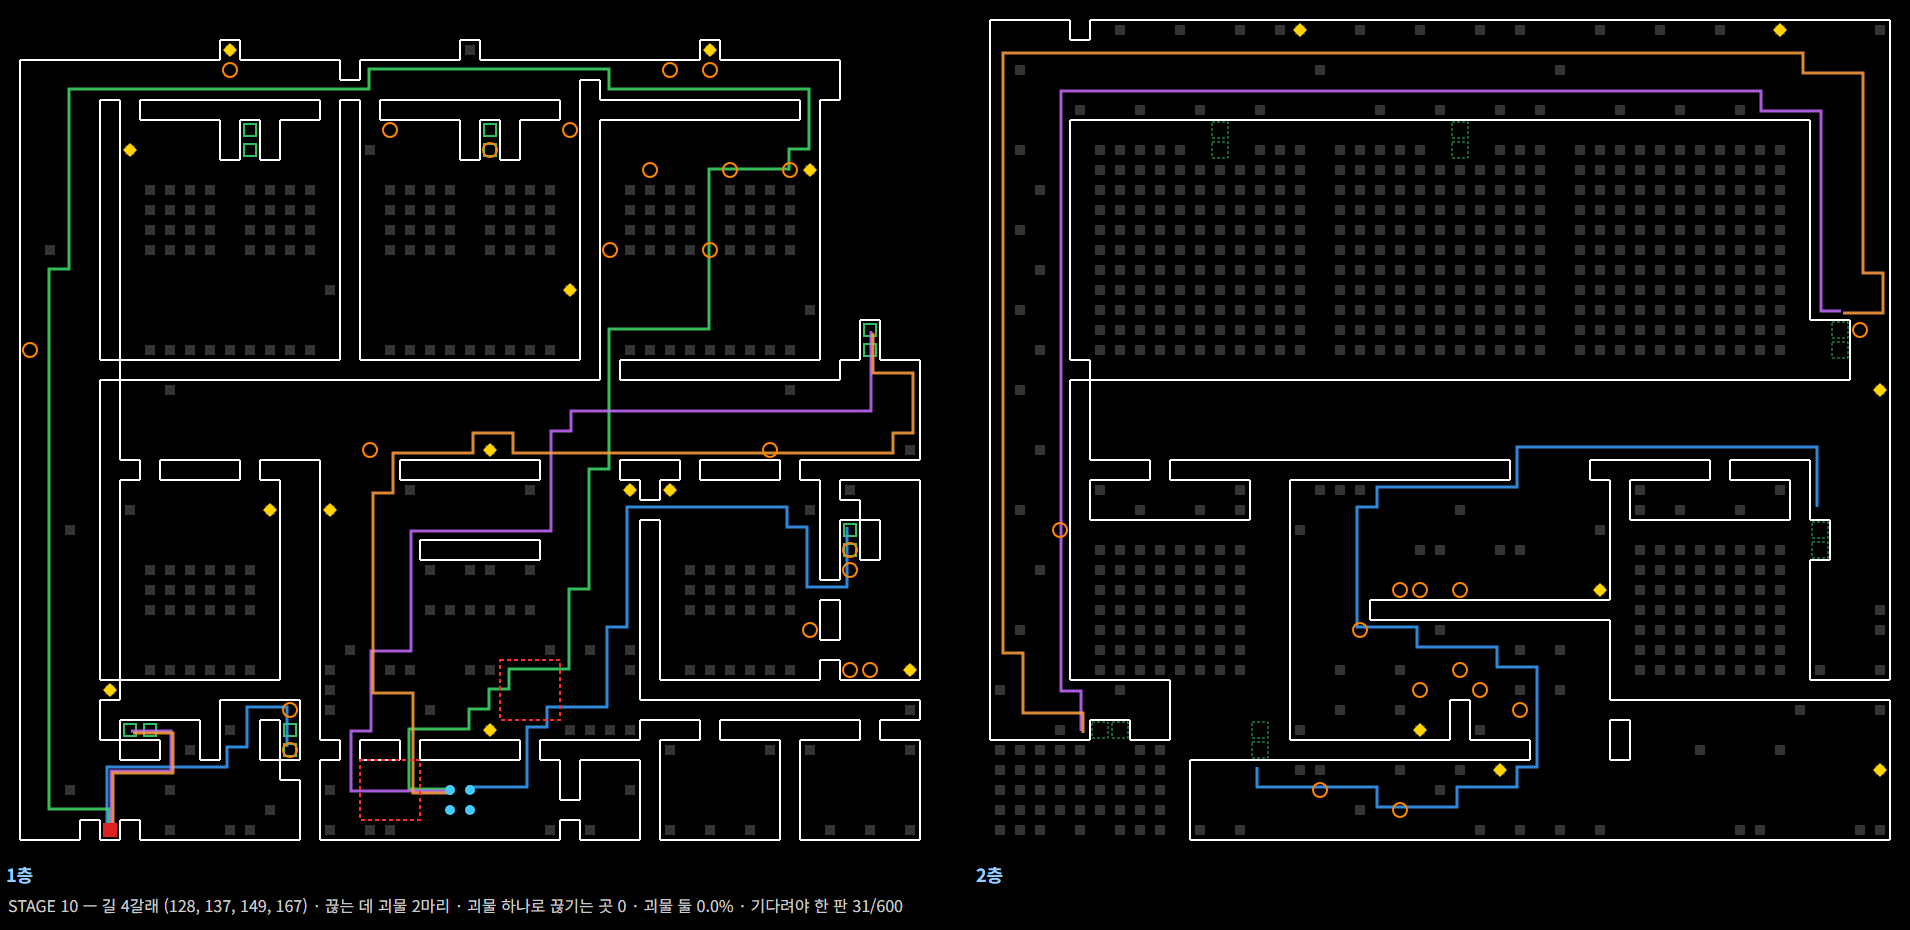 1층
2층
STAGE 10 — 길 4갈래 (128, 137, 149, 167) · 끊는 데 괴물 2마리 · 괴물 하나로 끊기는 곳 0 · 괴물 둘 0.0% · 기다려야 한 판 31/600